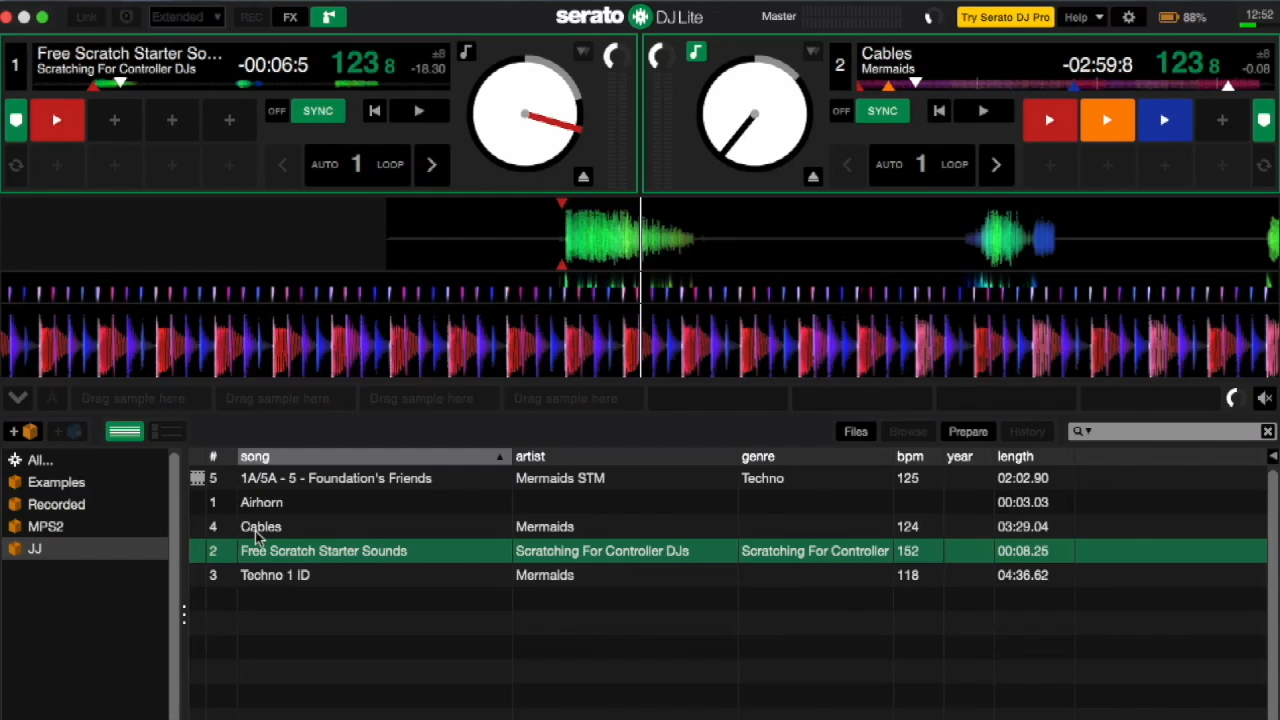 Link Extended REC FX serato DJ Lite Master Try Serato DJ Pro Help 88% 12:52
1 Free Scratch Starter So... -00:06:5 123 8 ±8
Scratching For Controller DJs -18.30
OFF SYNC
AUTO 1 LOOP
2 Cables -02:59:8 123 8 ±8
Mermaids -0.08
OFF SYNC
AUTO 1 LOOP
A Drag sample here Drag sample here Drag sample here Drag sample here
Files Browse Prepare History
All...
Examples
Recorded
MPS2
JJ
# song artist genre bpm year length
5 1A/5A - 5 - Foundation's Friends Mermaids STM Techno 125 02:02.90
1 Airhorn 00:03.03
4 Cables Mermaids 124 03:29.04
2 Free Scratch Starter Sounds Scratching For Controller DJs Scratching For Controller 152 00:08.25
3 Techno 1 ID Mermaids 118 04:36.62